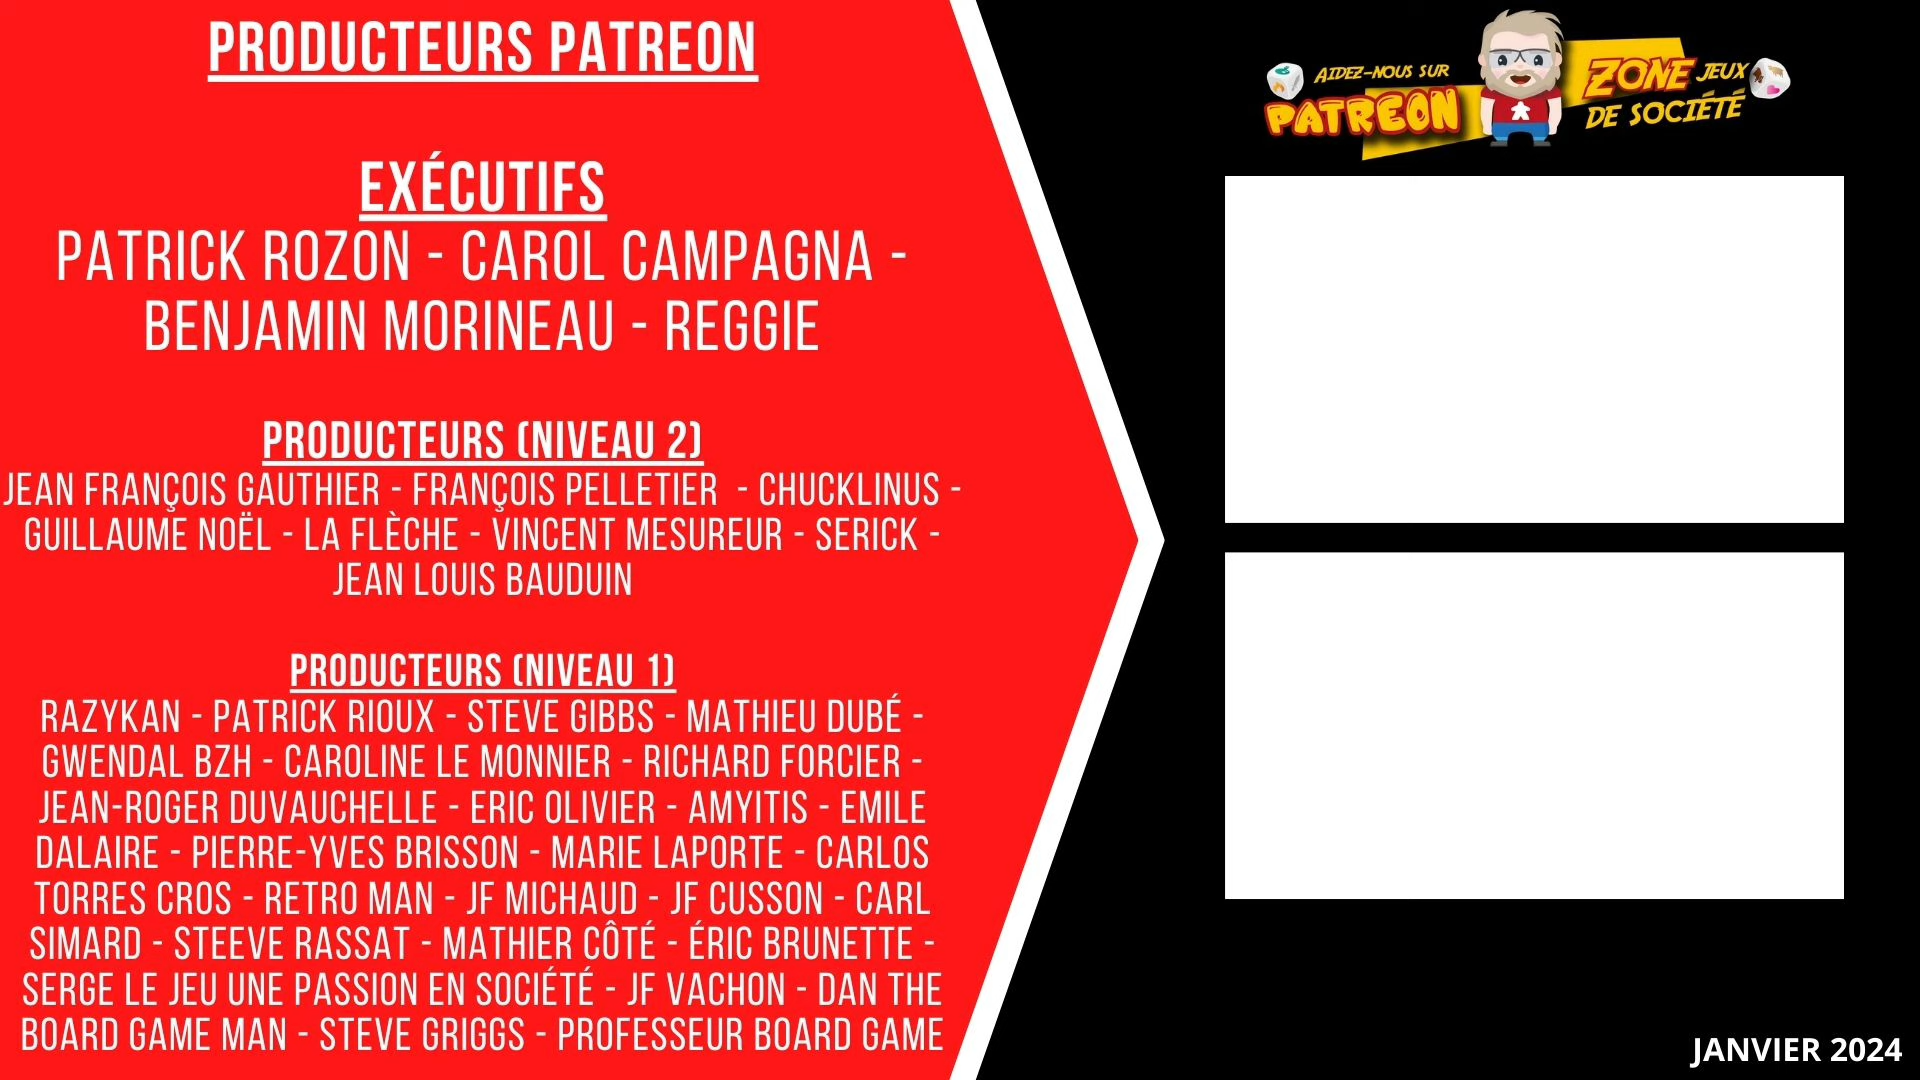 PRODUCTEURS PATREON
EXÉCUTIFS
PATRICK ROZON - CAROL CAMPAGNA -
BENJAMIN MORINEAU - REGGIE
PRODUCTEURS (NIVEAU 2)
JEAN FRANÇOIS GAUTHIER - FRANÇOIS PELLETIER - CHUCKLINUS -
GUILLAUME NOËL - LA FLÈCHE - VINCENT MESUREUR - SERICK -
JEAN LOUIS BAUDUIN
PRODUCTEURS (NIVEAU 1)
RAZYKAN - PATRICK RIOUX - STEVE GIBBS - MATHIEU DUBÉ -
GWENDAL BZH - CAROLINE LE MONNIER - RICHARD FORCIER -
JEAN-ROGER DUVAUCHELLE - ERIC OLIVIER - AMYITIS - EMILE
DALAIRE - PIERRE-YVES BRISSON - MARIE LAPORTE - CARLOS
TORRES CROS - RETRO MAN - JF MICHAUD - JF CUSSON - CARL
SIMARD - STEEVE RASSAT - MATHIER CÔTÉ - ÉRIC BRUNETTE -
SERGE LE JEU UNE PASSION EN SOCIÉTÉ - JF VACHON - DAN THE
BOARD GAME MAN - STEVE GRIGGS - PROFESSEUR BOARD GAME
AIDEZ-NOUS SUR
PATREON
ZONE JEUX
DE SOCIÉTÉ
JANVIER 2024